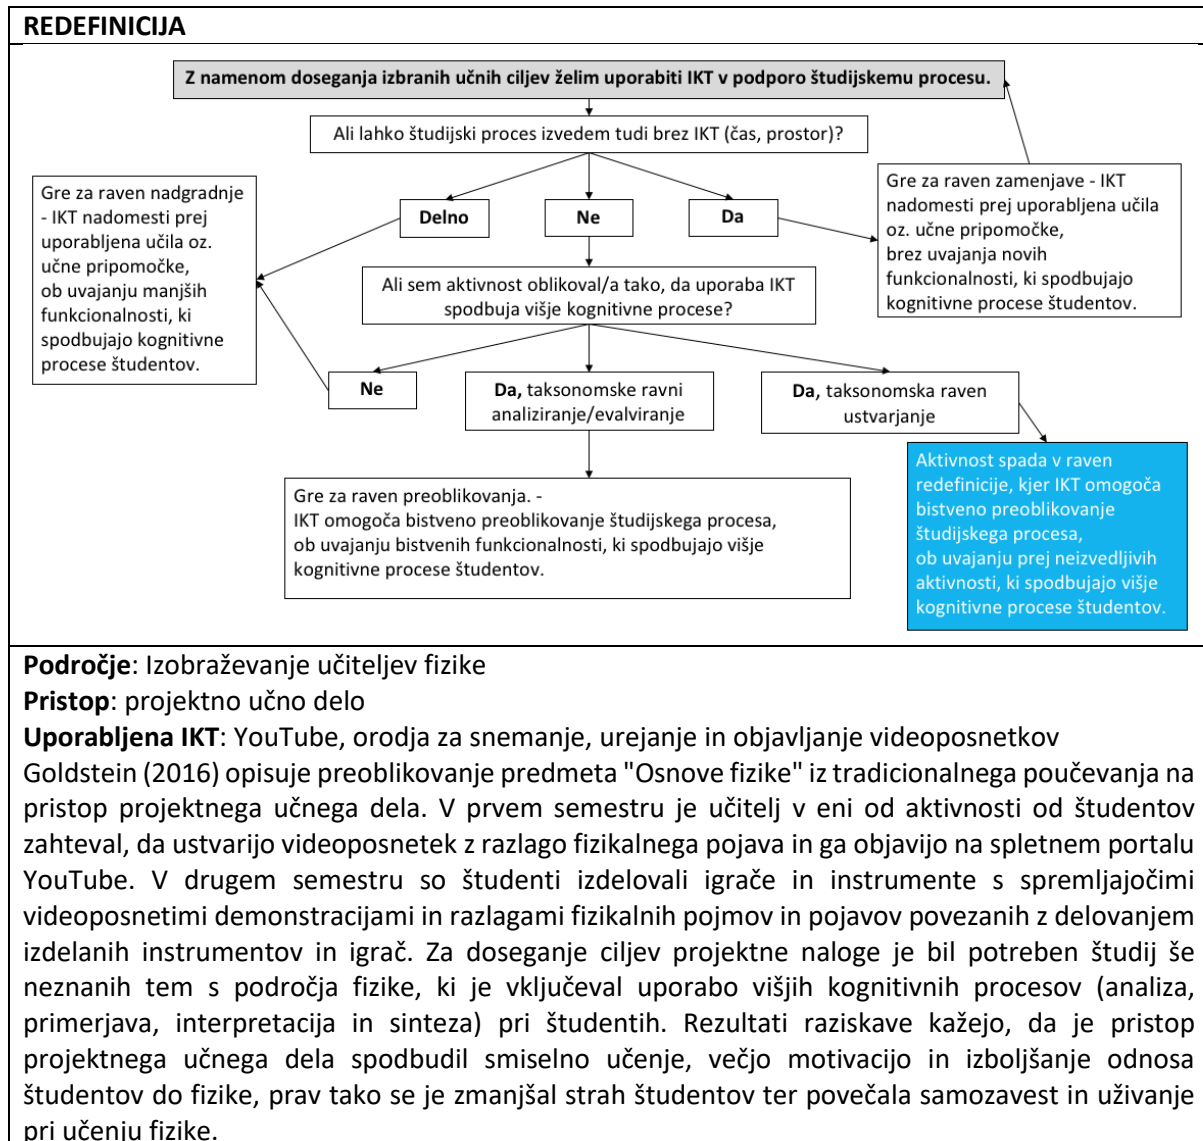 REDEFINICIJA
Z namenom doseganja izbranih učnih ciljev želim uporabiti IKT v podporo študijskemu procesu.
Ali lahko študijski proces izvedem tudi brez IKT (čas, prostor)?
Gre za raven nadgradnje
- IKT nadomesti prej
uporabljena učila oz.
učne pripomočke,
ob uvajanju manjših
funkcionalnosti, ki
spodbujajo kognitivne
procese študentov.
Delno
Ne
Da
Gre za raven zamenjave - IKT
nadomesti prej uporabljena učila
oz. učne pripomočke,
brez uvajanja novih
funkcionalnosti, ki spodbujajo
kognitivne procese študentov.
Ali sem aktivnost oblikoval/a tako, da uporaba IKT
spodbuja višje kognitivne procese?
Ne
Da, taksonomske ravni
analiziranje/evalviranje
Da, taksonomska raven
ustvarjanje
Gre za raven preoblikovanja. -
IKT omogoča bistveno preoblikovanje študijskega procesa,
ob uvajanju bistvenih funkcionalnosti, ki spodbujajo višje
kognitivne procese študentov.
Aktivnost spada v raven
redefinicije, kjer IKT omogoča
bistveno preoblikovanje
študijskega procesa,
ob uvajanju prej neizvedljivih
aktivnosti, ki spodbujajo višje
kognitivne procese študentov.
Področje: Izobraževanje učiteljev fizike
Pristop: projektno učno delo
Uporabljena IKT: YouTube, orodja za snemanje, urejanje in objavljanje videoposnetkov
Goldstein (2016) opisuje preoblikovanje predmeta "Osnove fizike" iz tradicionalnega poučevanja na
pristop projektnega učnega dela. V prvem semestru je učitelj v eni od aktivnosti od študentov
zahteval, da ustvarijo videoposnetek z razlago fizikalnega pojava in ga objavijo na spletnem portalu
YouTube. V drugem semestru so študenti izdelovali igrače in instrumente s spremljajočimi
videoposnetimi demonstracijami in razlagami fizikalnih pojmov in pojavov povezanih z delovanjem
izdelanih instrumentov in igrač. Za doseganje ciljev projektne naloge je bil potreben študij še
neznanih tem s področja fizike, ki je vključeval uporabo višjih kognitivnih procesov (analiza,
primerjava, interpretacija in sinteza) pri študentih. Rezultati raziskave kažejo, da je pristop
projektnega učnega dela spodbudil smiselno učenje, večjo motivacijo in izboljšanje odnosa
študentov do fizike, prav tako se je zmanjšal strah študentov ter povečala samozavest in uživanje
pri učenju fizike.